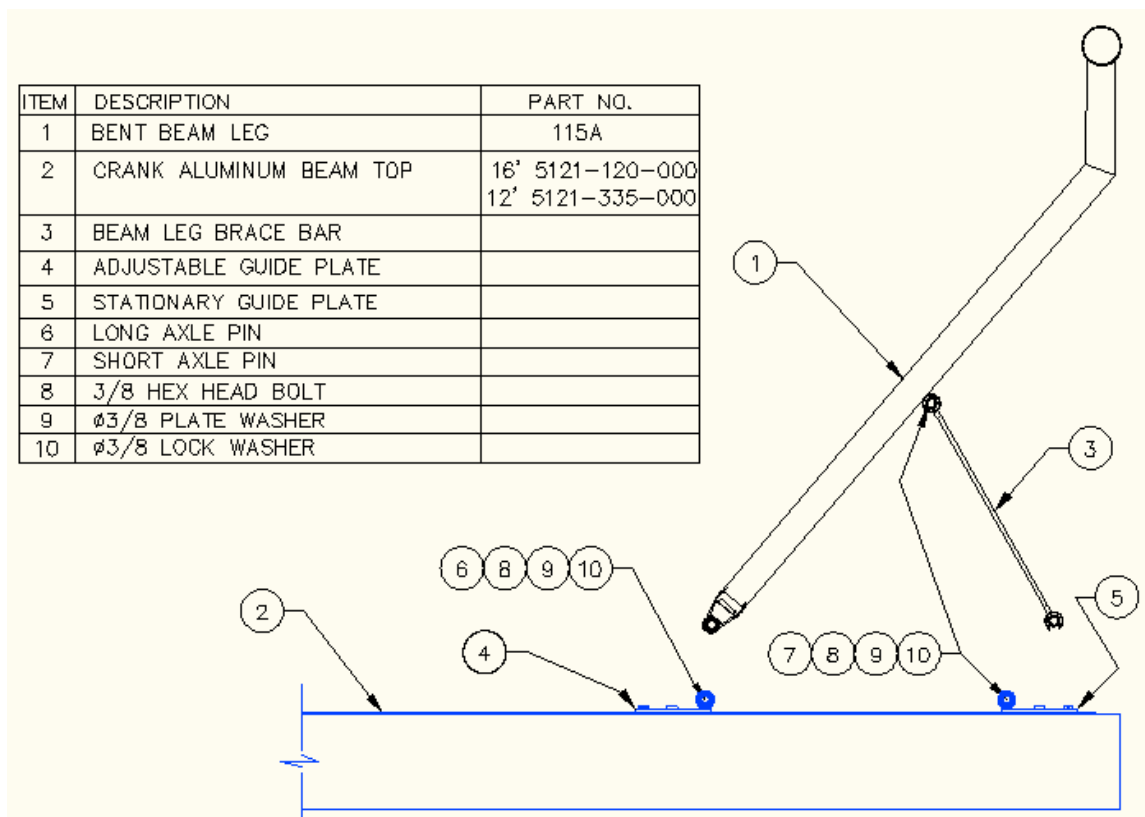 ITEM DESCRIPTION PART NO.
1 BENT BEAM LEG 115A
2 CRANK ALUMINUM BEAM TOP 16' 5121-120-000
12' 5121-335-000
3 BEAM LEG BRACE BAR
4 ADJUSTABLE GUIDE PLATE
5 STATIONARY GUIDE PLATE
6 LONG AXLE PIN
7 SHORT AXLE PIN
8 3/8 HEX HEAD BOLT
9 ø3/8 PLATE WASHER
10 ø3/8 LOCK WASHER
1
3
6 8 9 10
2
5
4
7 8 9 10